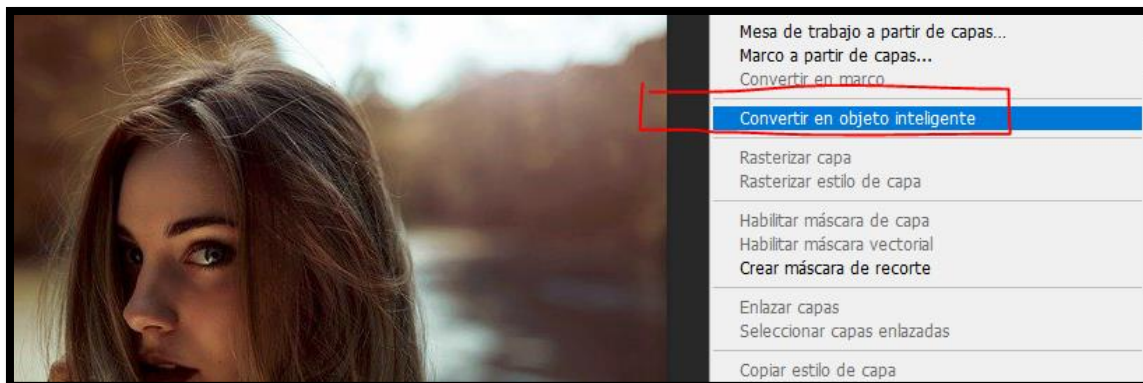 Mesa de trabajo a partir de capas...
Marco a partir de capas...
Convertir en marco
Convertir en objeto inteligente
Rasterizar capa
Rasterizar estilo de capa
Habilitar máscara de capa
Habilitar máscara vectorial
Crear máscara de recorte
Enlazar capas
Seleccionar capas enlazadas
Copiar estilo de capa